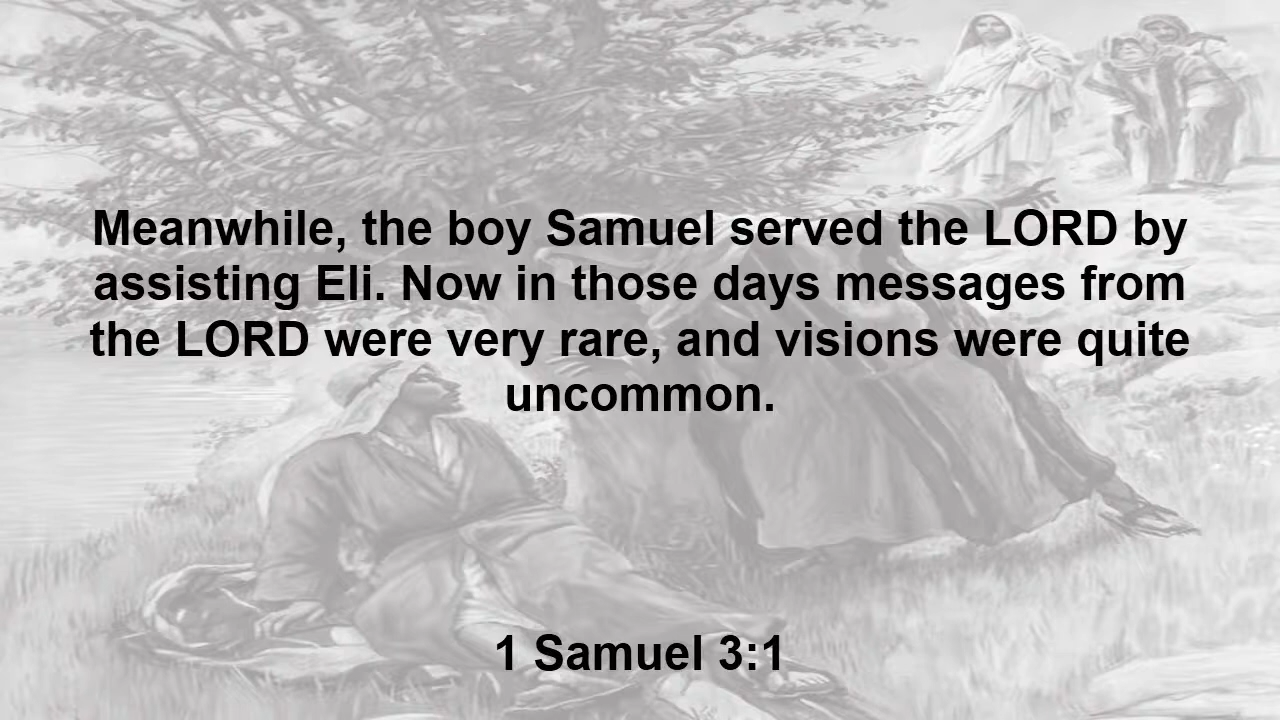 Meanwhile, the boy Samuel served the LORD by
assisting Eli. Now in those days messages from
the LORD were very rare, and visions were quite
uncommon.
1 Samuel 3:1